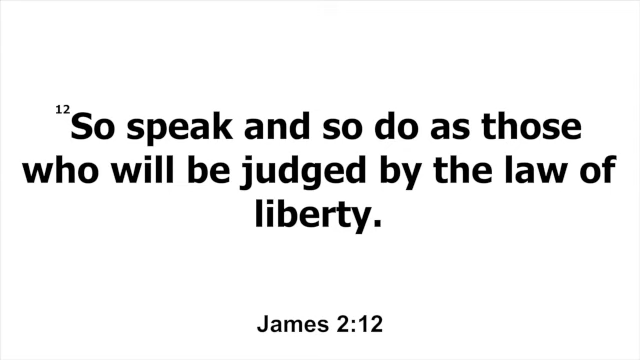 12So speak and so do as those
who will be judged by the law of
liberty.
James 2:12